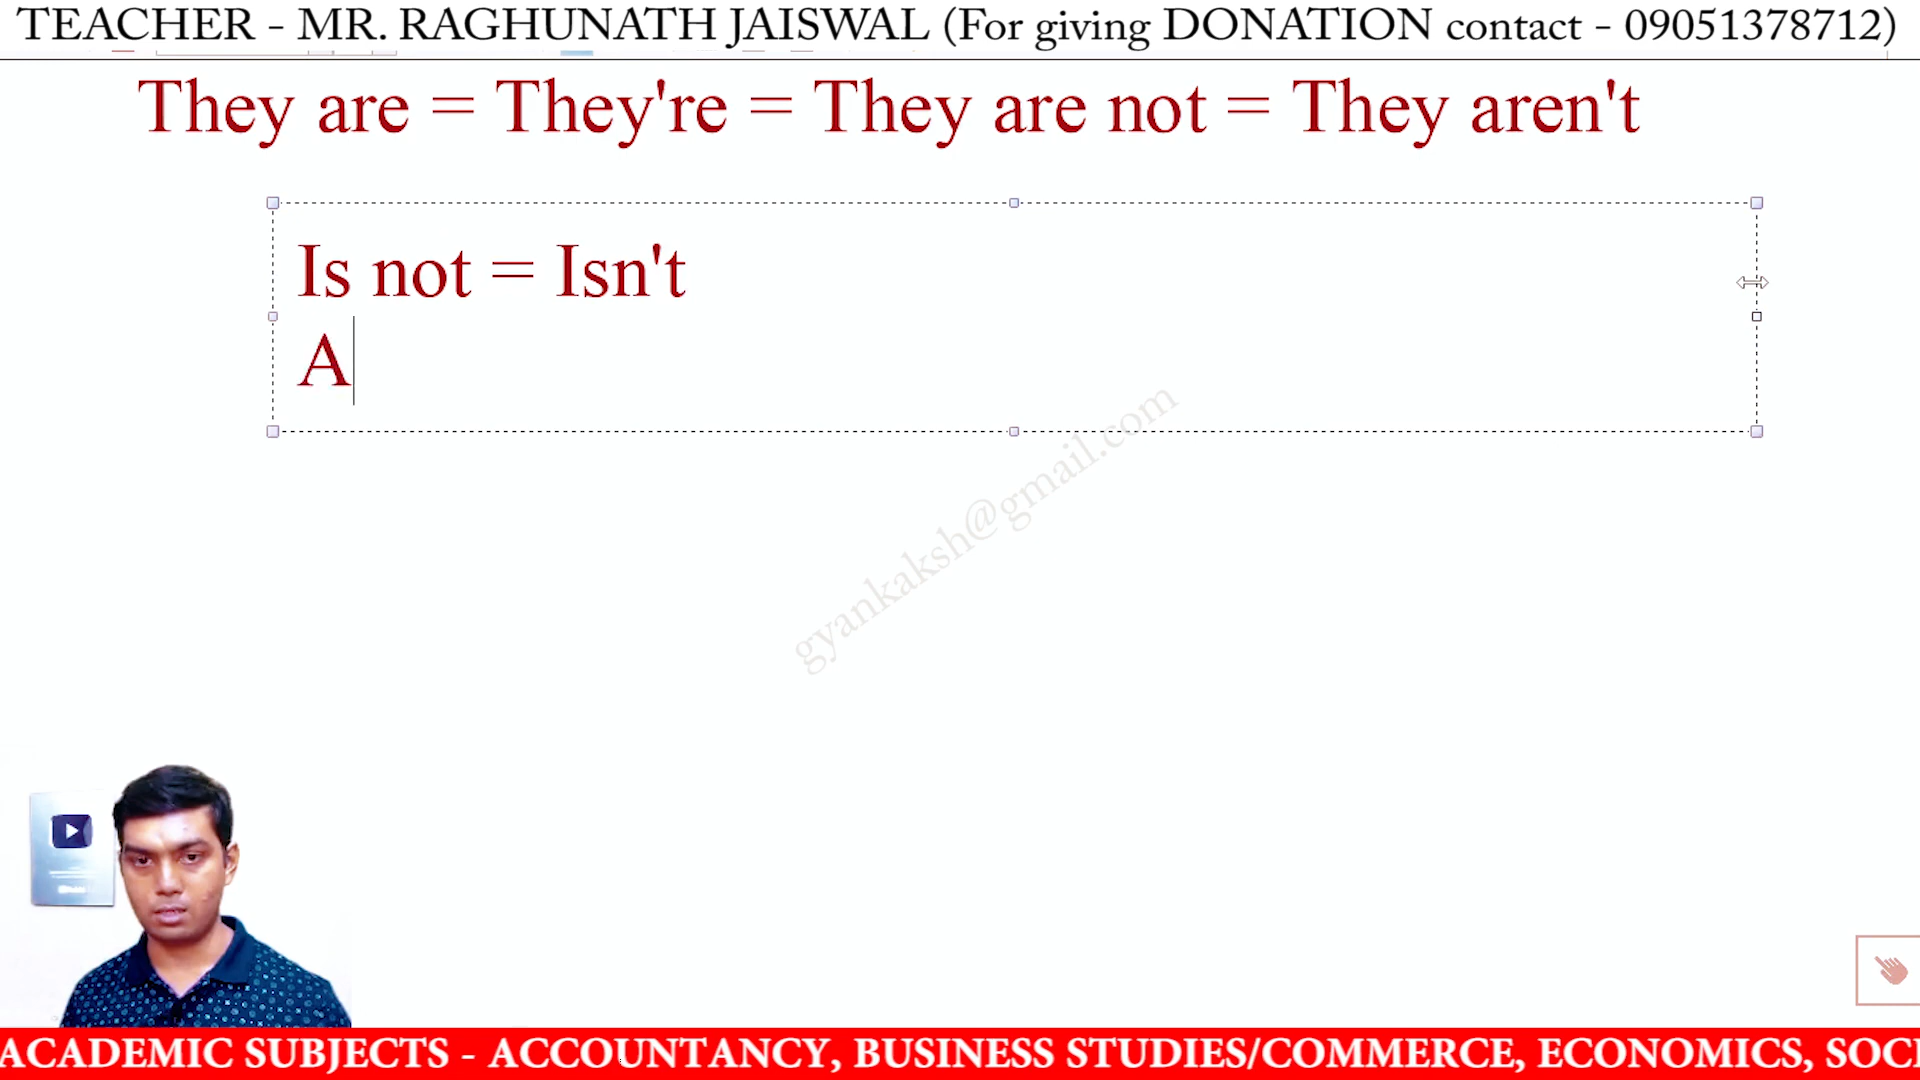 TEACHER - MR. RAGHUNATH JAISWAL (For giving DONATION contact - 09051378712)
They are = They're = They are not = They aren't
Is not = Isn't
A
gyankaksh@gmail.com
ACADEMIC SUBJECTS - ACCOUNTANCY, BUSINESS STUDIES/COMMERCE, ECONOMICS, SOCI